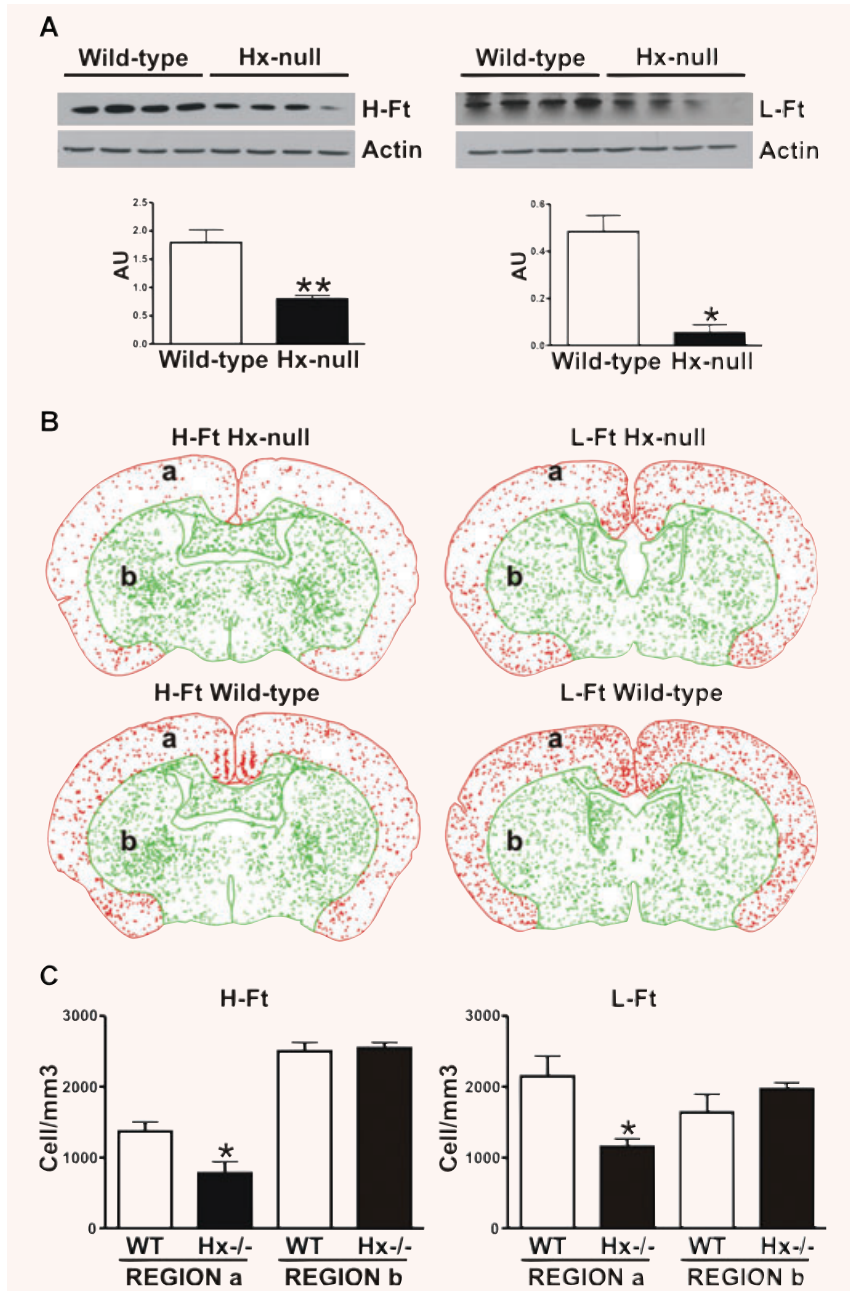 A
Wild-type Hx-null
H-Ft
Actin
2.5
2.0
1.5
1.0
0.5
0.0
AU
**
Wild-type Hx-null
Wild-type Hx-null
L-Ft
Actin
0.6
0.4
0.2
0.0
AU
*
Wild-type Hx-null
B
H-Ft Hx-null
a
b
L-Ft Hx-null
a
b
H-Ft Wild-type
a
b
L-Ft Wild-type
a
b
C
H-Ft
3000
2000
1000
0
Cell/mm3
*
WT Hx-/- WT Hx-/-
REGION a REGION b
L-Ft
3000
2000
1000
0
Cell/mm3
*
WT Hx-/- WT Hx-/-
REGION a REGION b